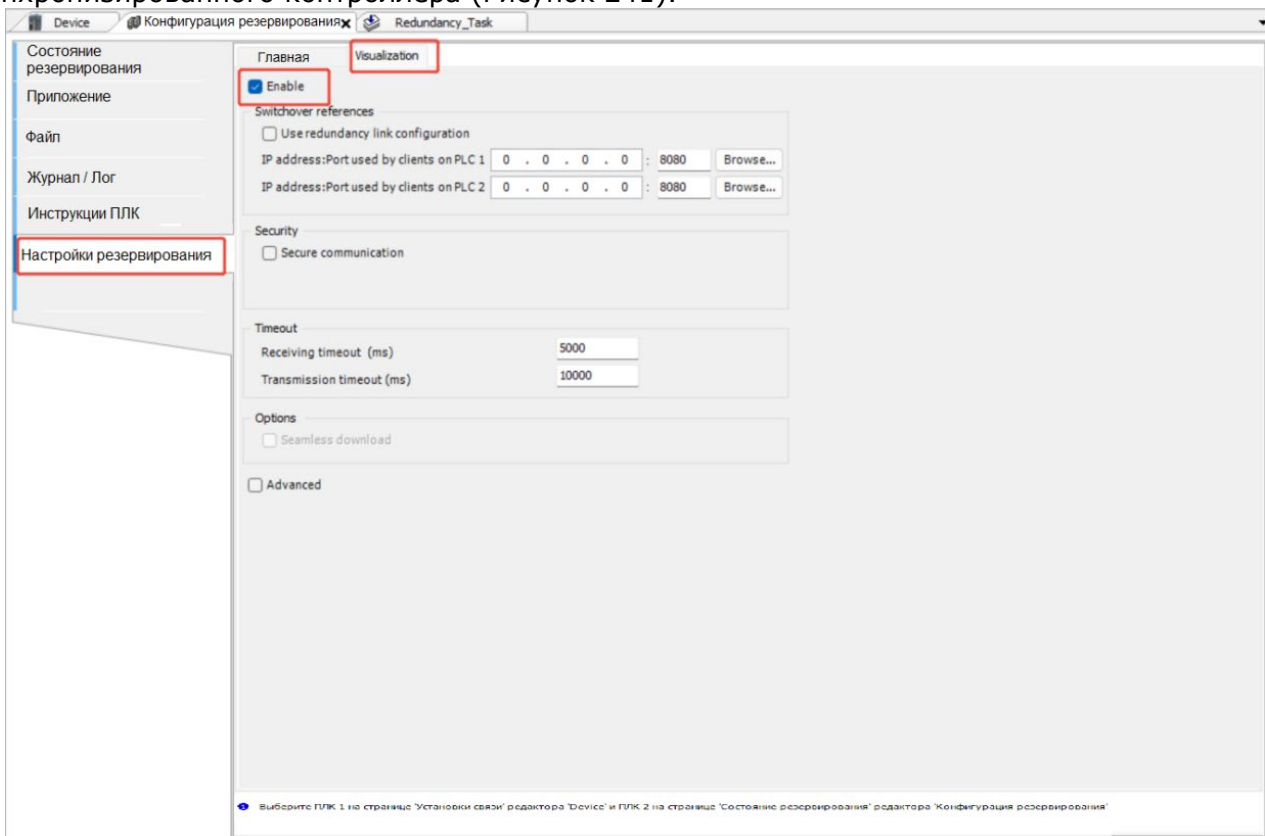 нхронизированного контроллера (Рисунок 241).
Device Конфигурация резервирования x Redundancy_Task
Состояние
резервирования
Приложение
Файл
Журнал / Лог
Инструкции ПЛК
Настройки резервирования
Главная Visualization
Enable
Switchover references
Use redundancy link configuration
IP address:Port used by clients on PLC 1 0 . 0 . 0 . 0 : 8080 Browse...
IP address:Port used by clients on PLC 2 0 . 0 . 0 . 0 : 8080 Browse...
Security
Secure communication
Timeout
Receiving timeout (ms) 5000
Transmission timeout (ms) 10000
Options
Seamless download
Advanced
Выберите ПЛК 1 на странице 'Установки связи' редактора 'Device' и ПЛК 2 на странице 'Состояние резервирования' редактора 'Конфигурация резервирования'